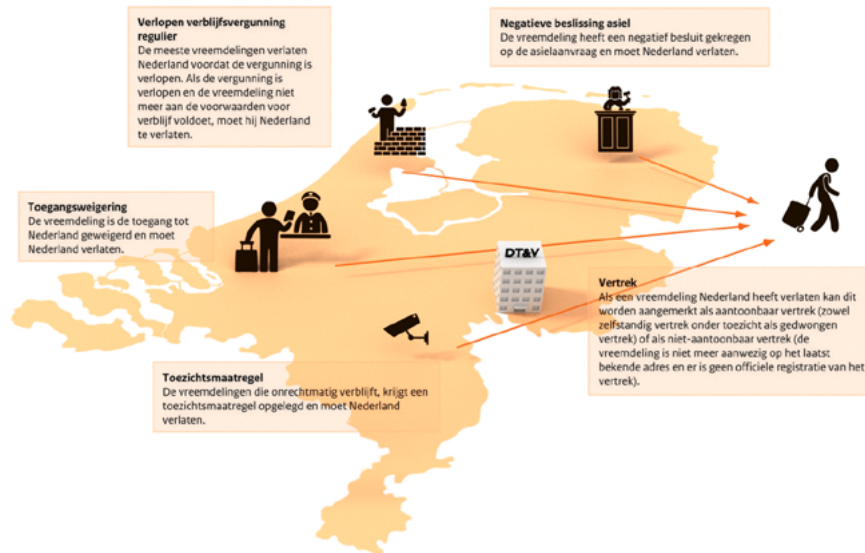 Verlopen verblijfsvergunning
regulier
De meeste vreemdelingen verlaten
Nederland voordat de vergunning is
verlopen. Als de vergunning is
verlopen en de vreemdeling niet
meer aan de voorwaarden voor
verblijf voldoet, moet hij Nederland
te verlaten.
Negatieve beslissing asiel
De vreemdeling heeft een negatief besluit gekregen
op de asielaanvraag en moet Nederland verlaten.
Toegangsweigering
De vreemdeling is de toegang tot
Nederland geweigerd en moet
Nederland verlaten.
DT&V
Vertrek
Als een vreemdeling Nederland heeft verlaten kan dit
worden aangemerkt als aantoonbaar vertrek (zowel
zelfstandig vertrek onder toezicht als gedwongen
vertrek) of als niet-aantoonbaar vertrek (de
vreemdeling is niet meer aanwezig op het laatst
bekende adres en er is geen officiele registratie van het
vertrek).
Toezichtsmaatregel
De vreemdelingen die onrechtmatig verblijft, krijgt een
toezichtsmaatregel opgelegd en moet Nederland
verlaten.